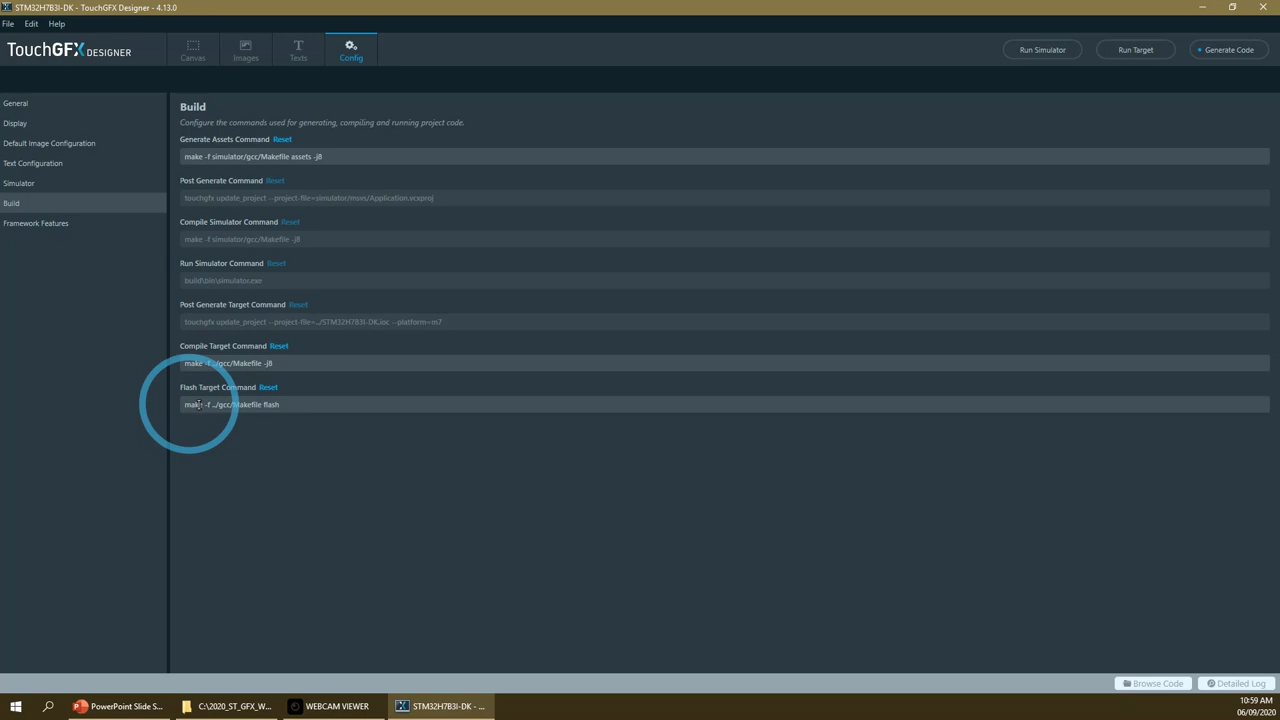 STM32H7B3I-DK - TouchGFX Designer - 4.13.0
File Edit Help
TouchGFX DESIGNER
Canvas
Images
Texts
Config
Run Simulator
Run Target
Generate Code
General
Display
Default Image Configuration
Text Configuration
Simulator
Build
Framework Features
Build
Configure the commands used for generating, compiling and running project code.
Generate Assets Command Reset
make -f simulator/gcc/Makefile assets -j8
Post Generate Command Reset
touchgfx update_project --project-file=simulator/msvs/Application.vcxproj
Compile Simulator Command Reset
make -f simulator/gcc/Makefile -j8
Run Simulator Command Reset
build\bin\simulator.exe
Post Generate Target Command Reset
touchgfx update_project --project-file=../STM32H7B3I-DK.ioc --platform=m7
Compile Target Command Reset
make -f ../gcc/Makefile -j8
Flash Target Command Reset
make -f ../gcc/Makefile flash
Browse Code
Detailed Log
PowerPoint Slide S...
C:\2020_ST_GFX_W...
WEBCAM VIEWER
STM32H7B3I-DK - ...
10:59 AM
06/09/2020